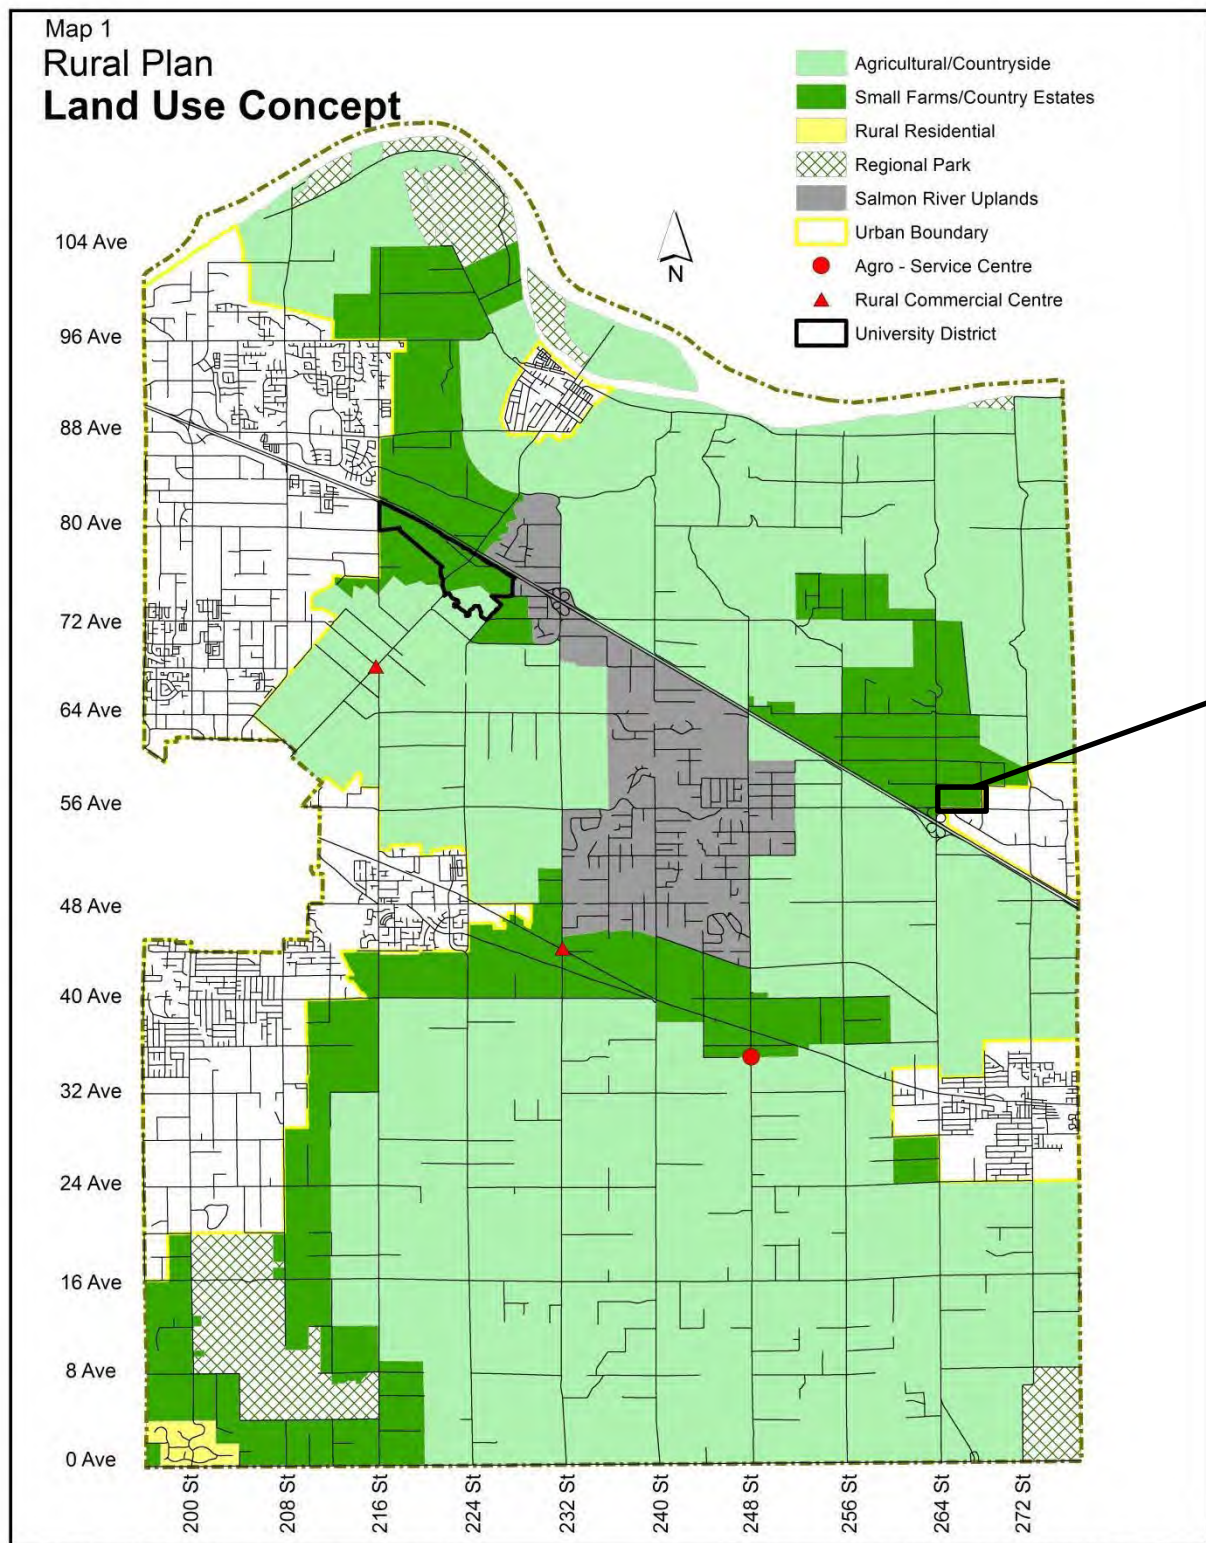 Map 1
Rural Plan
Land Use Concept
Agricultural/Countryside
Small Farms/Country Estates
Rural Residential
Regional Park
Salmon River Uplands
Urban Boundary
Agro - Service Centre
Rural Commercial Centre
University District
N
104 Ave
96 Ave
88 Ave
80 Ave
72 Ave
64 Ave
56 Ave
48 Ave
40 Ave
32 Ave
24 Ave
16 Ave
8 Ave
0 Ave
200 St
208 St
216 St
224 St
232 St
240 St
248 St
256 St
264 St
272 St